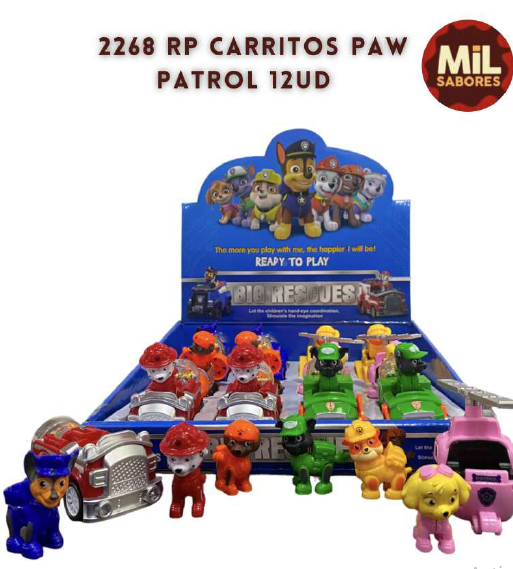 2268 RP CARRITOS PAW
PATROL 12UD
MiL
SABORES
The more you play with me, the happier I will be!
READY TO PLAY
BIG RESCUES
Let the children's hand-eye coordination,
Stimulate the imagination